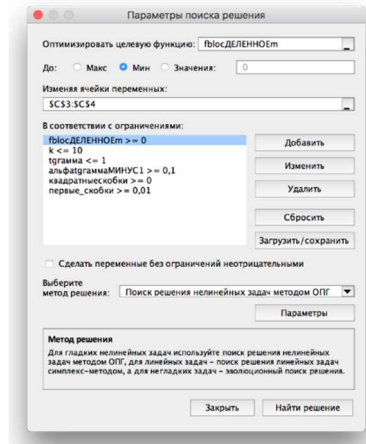 Параметры поиска решения
Оптимизировать целевую функцию: fblocДЕЛЕННОЕm
До: Макс Мин Значения: 0
Изменяя ячейки переменных:
$C$3:$C$4
В соответствии с ограничениями:
fblocДЕЛЕННОЕm >= 0
k <= 10
tgгамма <= 1
альфаtgгаммаМИНУС1 >= 0,1
квадратныескобки >= 0
первые_скобки >= 0,01
Добавить
Изменить
Удалить
Сбросить
Загрузить/сохранить
Сделать переменные без ограничений неотрицательными
Выберите
метод решения: Поиск решения нелинейных задач методом ОПГ
Параметры
Метод решения
Для гладких нелинейных задач используйте поиск решения нелинейных
задач методом ОПГ, для линейных задач - поиск решения линейных задач
симплекс-методом, а для негладких задач - эволюционный поиск решения.
Закрыть Найти решение